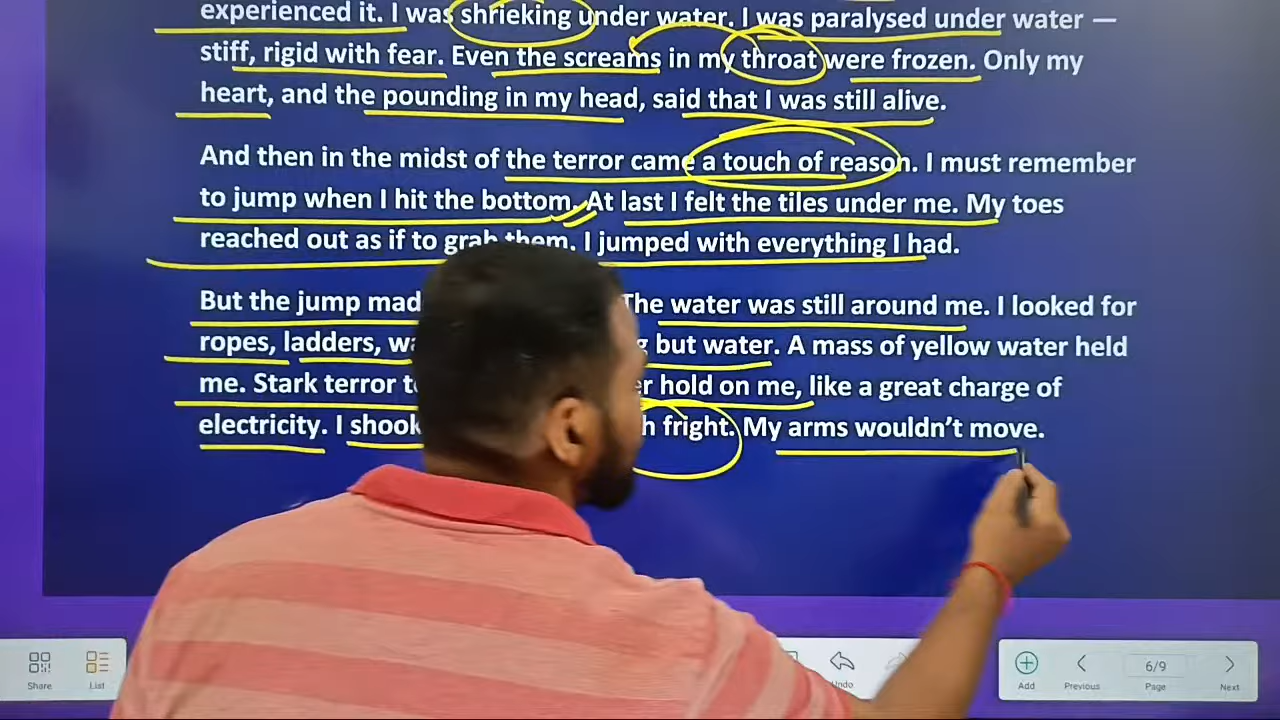 experienced it. I was shrieking under water. I was paralysed under water —
stiff, rigid with fear. Even the screams in my throat were frozen. Only my
heart, and the pounding in my head, said that I was still alive.
And then in the midst of the terror came a touch of reason. I must remember
to jump when I hit the bottom. At last I felt the tiles under me. My toes
reached out as if to grab them. I jumped with everything I had.
But the jump The water was still around me. I looked for
ropes, ladders, but water. A mass of yellow water held
me. Stark terror hold on me, like a great charge of
electricity. I shook fright. My arms wouldn't move.
Share List Undo Add Previous 6/9 Page Next